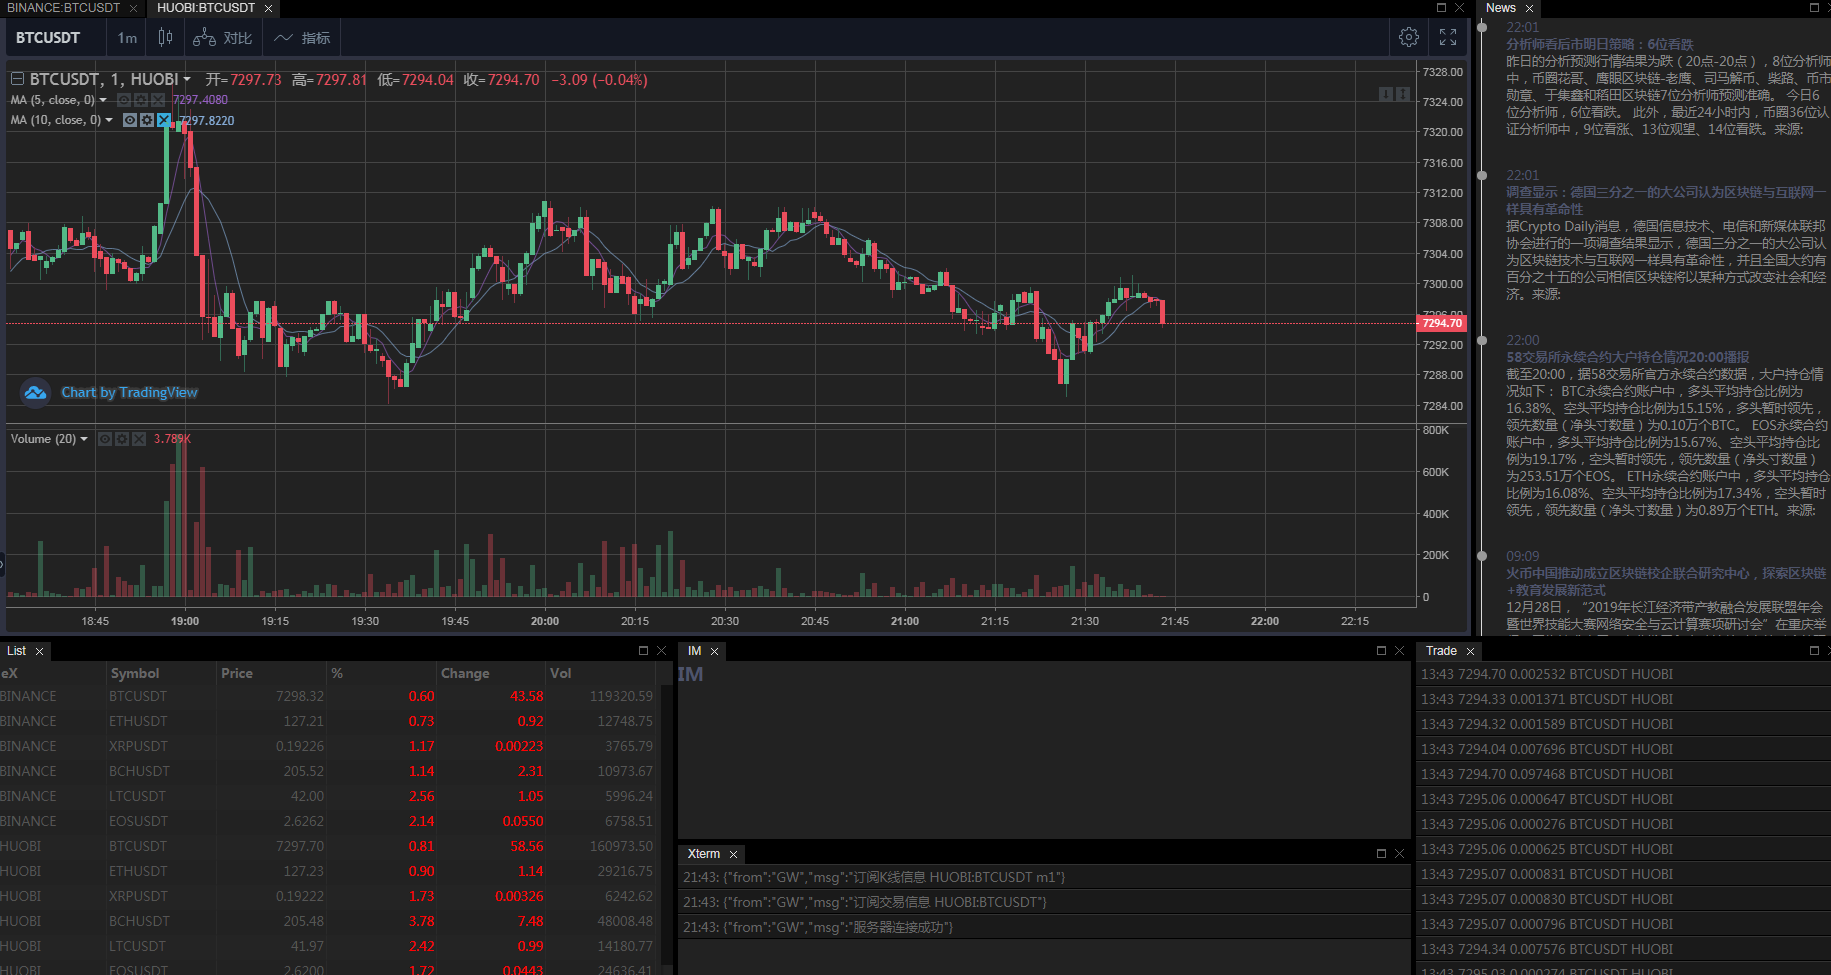 BINANCE:BTCUSDT
HUOBI:BTCUSDT
BTCUSDT 1m 对比 指标
BTCUSDT, 1, HUOBI 开=7297.73 高=7297.81 低=7294.04 收=7294.70 −3.09 (−0.04%)
MA (5, close, 0) 7297.4080
MA (10, close, 0) 7297.8220
7328.00
7324.00
7320.00
7316.00
7312.00
7308.00
7304.00
7300.00
7296.00
7294.70
7292.00
7288.00
7284.00
Chart by TradingView
Volume (20) 3.789K
800K
600K
400K
200K
0
18:45 19:00 19:15 19:30 19:45 20:00 20:15 20:30 20:45 21:00 21:15 21:30 21:45 22:00 22:15
News
22:01
分析师看后市明日策略：6位看跌
昨日的分析预测行情结果为跌（20点-20点），8位分析师
中，币圈花哥、鹰眼区块链-老鹰、司马解币、柴路、币市
勋章、于集鑫和稻田区块链7位分析师预测准确。 今日6
位分析师，6位看跌。 此外，最近24小时内，币圈36位认
证分析师中，9位看涨、13位观望、14位看跌。来源:
22:01
调查显示：德国三分之一的大公司认为区块链与互联网一
样具有革命性
据Crypto Daily消息，德国信息技术、电信和新媒体联邦
协会进行的一项调查结果显示，德国三分之一的大公司认
为区块链技术与互联网一样具有革命性，并且全国大约有
百分之十五的公司相信区块链将以某种方式改变社会和经
济。来源:
22:00
58交易所永续合约大户持仓情况20:00播报
截至20:00，据58交易所官方永续合约数据，大户持仓情
况如下： BTC永续合约账户中，多头平均持仓比例为
16.38%、空头平均持仓比例为15.15%，多头暂时领先，
领先数量（净头寸数量）为0.10万个BTC。 EOS永续合约
账户中，多头平均持仓比例为15.67%、空头平均持仓比
例为19.17%，空头暂时领先，领先数量（净头寸数量）
为253.51万个EOS。 ETH永续合约账户中，多头平均持仓
比例为16.08%、空头平均持仓比例为17.34%，空头暂时
领先，领先数量（净头寸数量）为0.89万个ETH。来源:
09:09
火币中国推动成立区块链校企联合研究中心，探索区块链
+教育发展新范式
12月28日，“2019年长江经济带产教融合发展联盟年会
暨世界技能大赛网络安全与云计算赛项研讨会”在重庆举
List
eX Symbol Price % Change Vol
BINANCE BTCUSDT 7298.32 0.60 43.58 119320.59
BINANCE ETHUSDT 127.21 0.73 0.92 12748.75
BINANCE XRPUSDT 0.19226 1.17 0.00223 3765.79
BINANCE BCHUSDT 205.52 1.14 2.31 10973.67
BINANCE LTCUSDT 42.00 2.56 1.05 5996.24
BINANCE EOSUSDT 2.6262 2.14 0.0550 6758.51
HUOBI BTCUSDT 7297.70 0.81 58.56 160973.50
HUOBI ETHUSDT 127.23 0.90 1.14 29216.75
HUOBI XRPUSDT 0.19222 1.73 0.00326 6242.62
HUOBI BCHUSDT 205.48 3.78 7.48 48008.48
HUOBI LTCUSDT 41.97 2.42 0.99 14180.77
HUOBI EOSUSDT 2.6200 1.72 0.0443 24636.41
IM
IM
Xterm
21:43: {"from":"GW","msg":"订阅K线信息 HUOBI:BTCUSDT m1"}
21:43: {"from":"GW","msg":"订阅交易信息 HUOBI:BTCUSDT"}
21:43: {"from":"GW","msg":"服务器连接成功"}
Trade
13:43 7294.70 0.002532 BTCUSDT HUOBI
13:43 7294.33 0.001371 BTCUSDT HUOBI
13:43 7294.32 0.001589 BTCUSDT HUOBI
13:43 7294.04 0.007696 BTCUSDT HUOBI
13:43 7294.70 0.097468 BTCUSDT HUOBI
13:43 7295.06 0.000647 BTCUSDT HUOBI
13:43 7295.06 0.000276 BTCUSDT HUOBI
13:43 7295.06 0.000625 BTCUSDT HUOBI
13:43 7295.07 0.000831 BTCUSDT HUOBI
13:43 7295.07 0.000830 BTCUSDT HUOBI
13:43 7295.07 0.000796 BTCUSDT HUOBI
13:43 7294.34 0.007576 BTCUSDT HUOBI
13:43 7295.03 0.000274 BTCUSDT HUOBI